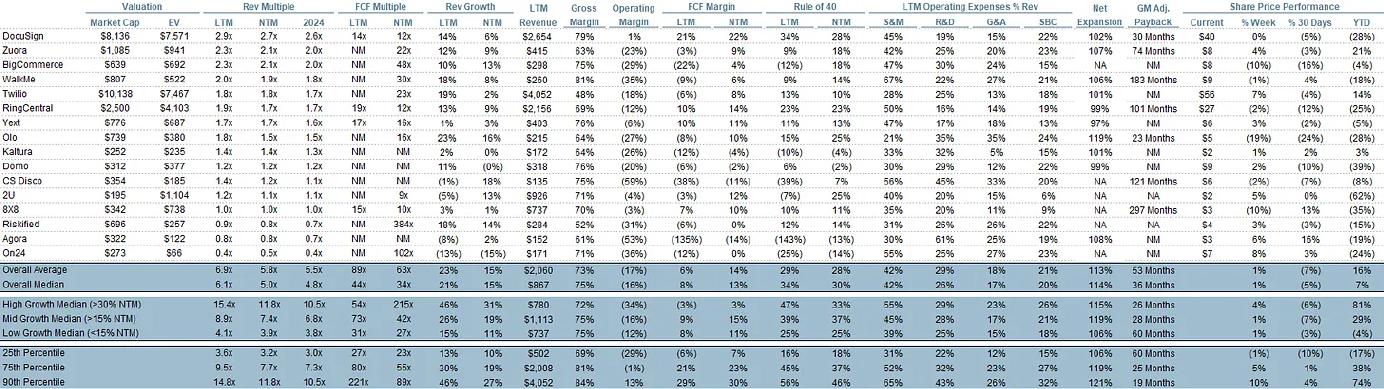 Valuation Rev Multiple FCF Multiple Rev Growth LTM Gross Operating FCF Margin Rule of 40 LTM Operating Expenses % Rev Net GM Adj. Share Price Performance
Market Cap EV LTM NTM 2024 LTM NTM LTM NTM Revenue Margin Margin LTM NTM LTM NTM S&M R&D G&A SBC Expansion Payback Current % Week % 30 Days YTD
DocuSign $8,136 $7,571 2.9x 2.7x 2.6x 14x 12x 14% 6% $2,654 79% 1% 21% 22% 34% 28% 45% 19% 15% 22% 102% 30 Months $40 0% (5%) (28%)
Zuora $1,085 $941 2.3x 2.1x 2.0x NM 22x 12% 9% $415 63% (23%) (3%) 9% 9% 18% 42% 25% 20% 23% 107% 74 Months $8 4% (3%) 21%
BigCommerce $639 $692 2.3x 2.1x 2.0x NM 48x 10% 13% $298 75% (29%) (22%) 4% (12%) 18% 47% 30% 24% 15% NA NM $8 (10%) (16%) (4%)
WalkMe $807 $522 2.0x 1.9x 1.8x NM 30x 18% 8% $260 81% (35%) (9%) 6% 9% 14% 67% 22% 27% 21% 106% 183 Months $9 (1%) 4% (18%)
Twilio $10,138 $7,467 1.8x 1.8x 1.7x NM 23x 19% 2% $4,052 48% (18%) (6%) 8% 13% 10% 28% 25% 13% 18% 101% NM $56 7% (4%) 14%
RingCentral $2,500 $4,103 1.9x 1.7x 1.7x 19x 12x 13% 9% $2,156 69% (12%) 10% 14% 23% 23% 50% 16% 14% 19% 99% 101 Months $27 (2%) (12%) (25%)
Yext $776 $687 1.7x 1.7x 1.6x 17x 16x 1% 3% $403 76% (6%) 10% 11% 11% 13% 47% 17% 18% 13% 97% NM $6 3% (2%) (5%)
Olo $739 $380 1.8x 1.5x 1.5x NM 16x 23% 16% $215 64% (27%) (8%) 10% 15% 25% 21% 35% 35% 24% 119% 23 Months $5 (19%) (24%) (28%)
Kaltura $252 $235 1.4x 1.4x 1.3x NM NM 2% 0% $172 64% (26%) (12%) (4%) (10%) (4%) 33% 32% 5% 15% 101% NM $2 1% 2% 3%
Domo $312 $377 1.2x 1.2x 1.2x NM NM 11% (0%) $318 76% (20%) (6%) (2%) 6% (2%) 54% 30% 12% 22% 99% NM $9 2% (10%) (39%)
CS Disco $354 $185 1.4x 1.2x 1.1x NM NM (1%) 18% $135 75% (59%) (38%) (11%) (39%) 7% 56% 45% 33% 20% NA 121 Months $6 (2%) (7%) (8%)
2U $195 $1,104 1.2x 1.1x 1.1x NM 9x (5%) 13% $926 71% (4%) (3%) 12% (7%) 25% 40% 20% 15% 6% NA NM $2 5% 0% (62%)
8X8 $342 $738 1.0x 1.0x 1.0x 15x 10x 3% 1% $737 70% (3%) 7% 10% 10% 11% 43% 20% 11% 9% NA 297 Months $3 (10%) 13% (35%)
Riskified $696 $257 0.9x 0.8x 0.7x NM 384x 18% 14% $284 52% (31%) (6%) 0% 12% 14% 31% 26% 26% 22% NA NM $4 3% (3%) (15%)
Agora $322 $122 0.8x 0.8x 0.7x NM NM (8%) 2% $152 61% (53%) (135%) (14%) (143%) (13%) 30% 61% 25% 19% 108% NM $3 6% 16% (19%)
On24 $273 $66 0.4x 0.5x 0.4x NM 102x (13%) (15%) $171 71% (36%) (12%) 0% (25%) (14%) 55% 25% 27% 25% NA NM $7 8% 3% (24%)
Overall Average 6.9x 5.8x 5.5x 89x 63x 23% 15% $2,060 73% (17%) 6% 14% 29% 28% 42% 29% 18% 21% 113% 53 Months 1% (7%) 16%
Overall Median 6.1x 5.0x 4.8x 44x 34x 21% 15% $867 75% (16%) 8% 13% 34% 30% 42% 26% 17% 20% 114% 36 Months 1% (5%) 7%
High Growth Median (>30% NTM) 15.4x 11.8x 10.5x 54x 215x 46% 31% $780 72% (34%) (3%) 3% 47% 33% 55% 29% 23% 26% 115% 26 Months 4% (6%) 81%
Mid Growth Median (>15% NTM) 8.9x 7.4x 6.8x 73x 42x 26% 19% $1,113 75% (16%) 9% 15% 39% 37% 45% 28% 17% 21% 119% 28 Months 1% (7%) 29%
Low Growth Median (<15% NTM) 4.1x 3.9x 3.8x 31x 27x 15% 11% $737 75% (12%) 8% 11% 25% 25% 39% 25% 15% 18% 106% 60 Months 1% (3%) (4%)
25th Percentile 3.6x 3.2x 3.0x 27x 23x 13% 10% $502 69% (29%) (6%) 7% 16% 18% 31% 22% 12% 15% 106% 60 Months (1%) (10%) (17%)
75th Percentile 9.5x 7.7x 7.3x 80x 55x 30% 19% $2,008 81% (1%) 21% 23% 45% 37% 51% 33% 22% 27% 119% 25 Months 5% (1%) 38%
90th Percentile 14.8x 11.8x 10.5x 221x 89x 46% 27% $4,052 84% 13% 29% 30% 56% 46% 65% 43% 26% 32% 121% 19 Months 10% 4% 74%